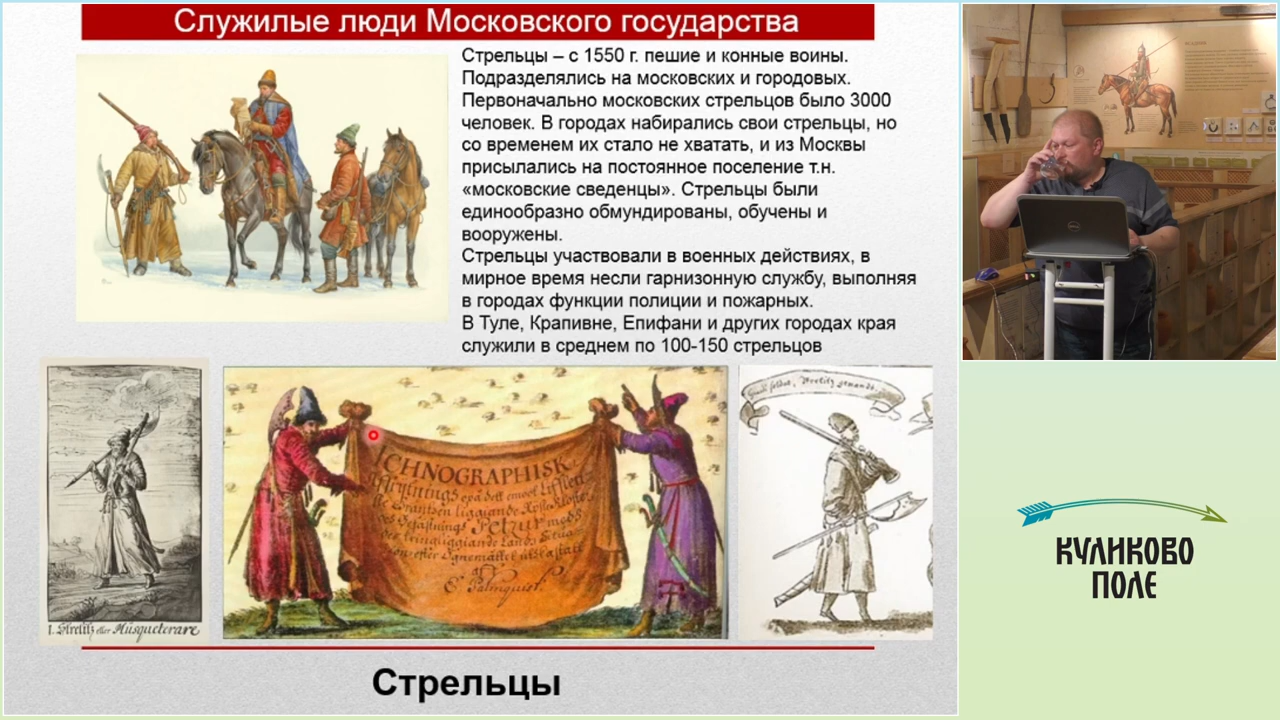 Служилые люди Московского государства
Стрельцы – с 1550 г. пешие и конные воины.
Подразделялись на московских и городовых.
Первоначально московских стрельцов было 3000
человек. В городах набирались свои стрельцы, но
со временем их стало не хватать, и из Москвы
присылались на постоянное поселение т.н.
«московские сведенцы». Стрельцы были
единообразно обмундированы, обучены и
вооружены.
Стрельцы участвовали в военных действиях, в
мирное время несли гарнизонную службу, выполняя
в городах функции полиции и пожарных.
В Туле, Крапивне, Епифани и других городах края
служили в среднем по 100-150 стрельцов
I. Strelitz eller Müsqueterare
ICHNOGRAPHISK
Petzur
E. Palmquist
Стрельцы
DELL
КУЛИКОВО
ПОЛЕ